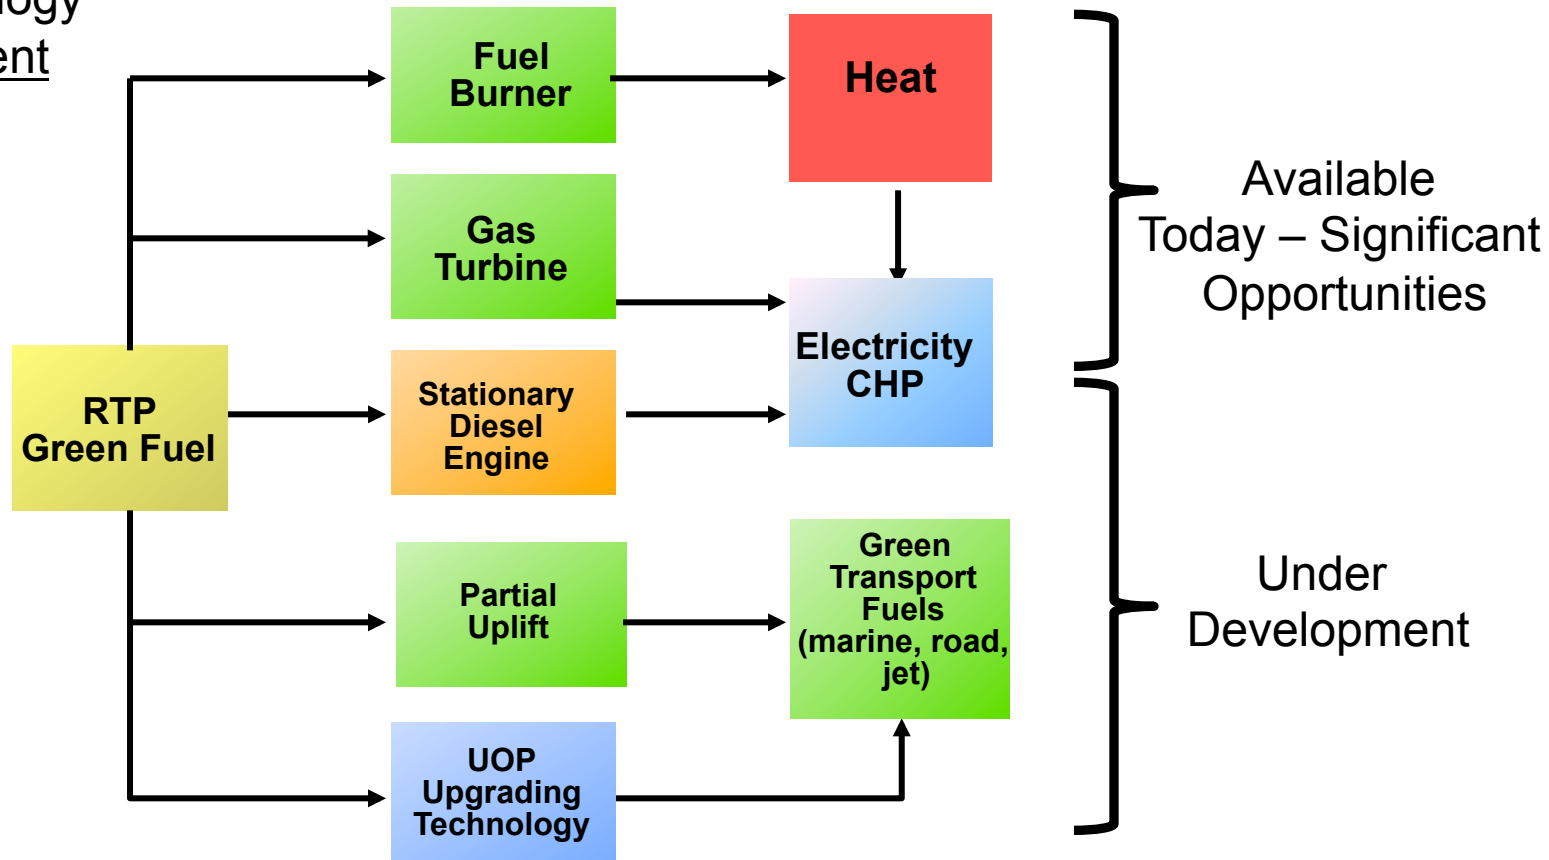 ent
Fuel
Burner
Heat
Gas
Turbine
Available
Today – Significant
Opportunities
Electricity
CHP
RTP
Green Fuel
Stationary
Diesel
Engine
Partial
Uplift
Green
Transport
Fuels
(marine, road,
jet)
Under
Development
UOP
Upgrading
Technology